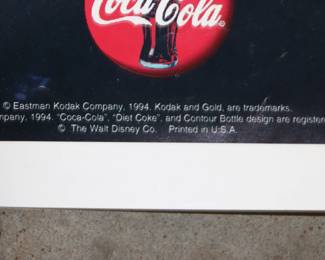 Coca-Cola
© Eastman Kodak Company, 1994. Kodak and Gold, are trademarks.
mpany, 1994. "Coca-Cola", "Diet Coke", and Contour Bottle design are register
© The Walt Disney Co. Printed in U.S.A.